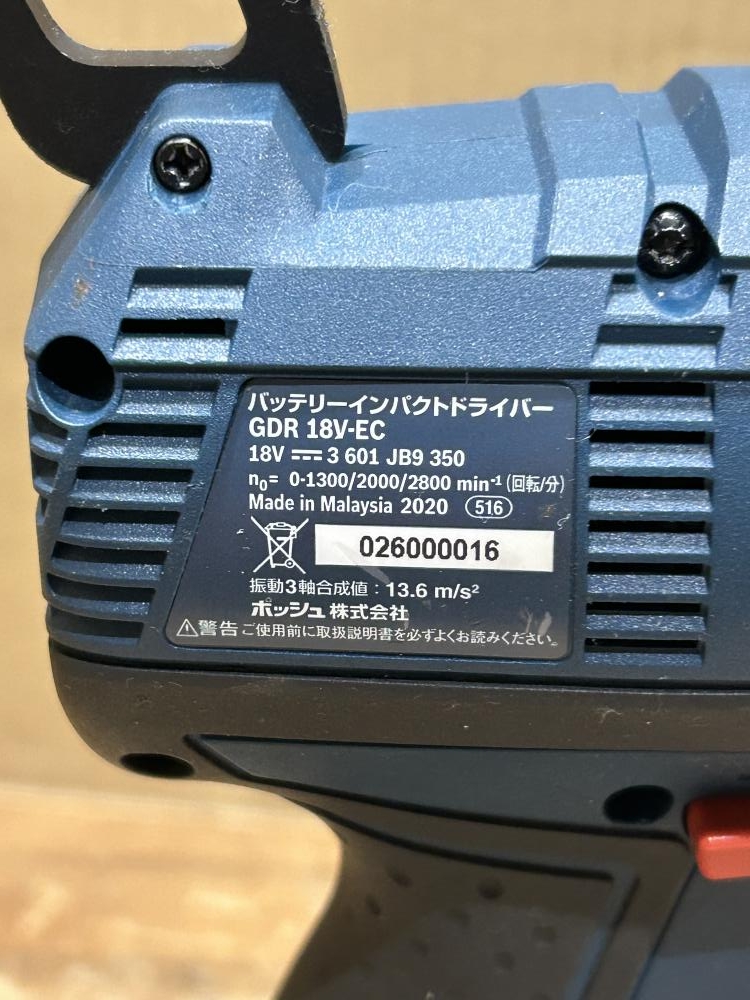 バッテリーインパクトドライバー
GDR 18V-EC
18V ⎓ 3 601 JB9 350
n₀= 0-1300/2000/2800 min⁻¹ (回転/分)
Made in Malaysia 2020 516
026000016
振動3軸合成値：13.6 m/s²
ボッシュ株式会社
⚠警告 ご使用前に取扱説明書を必ずよくお読みください。